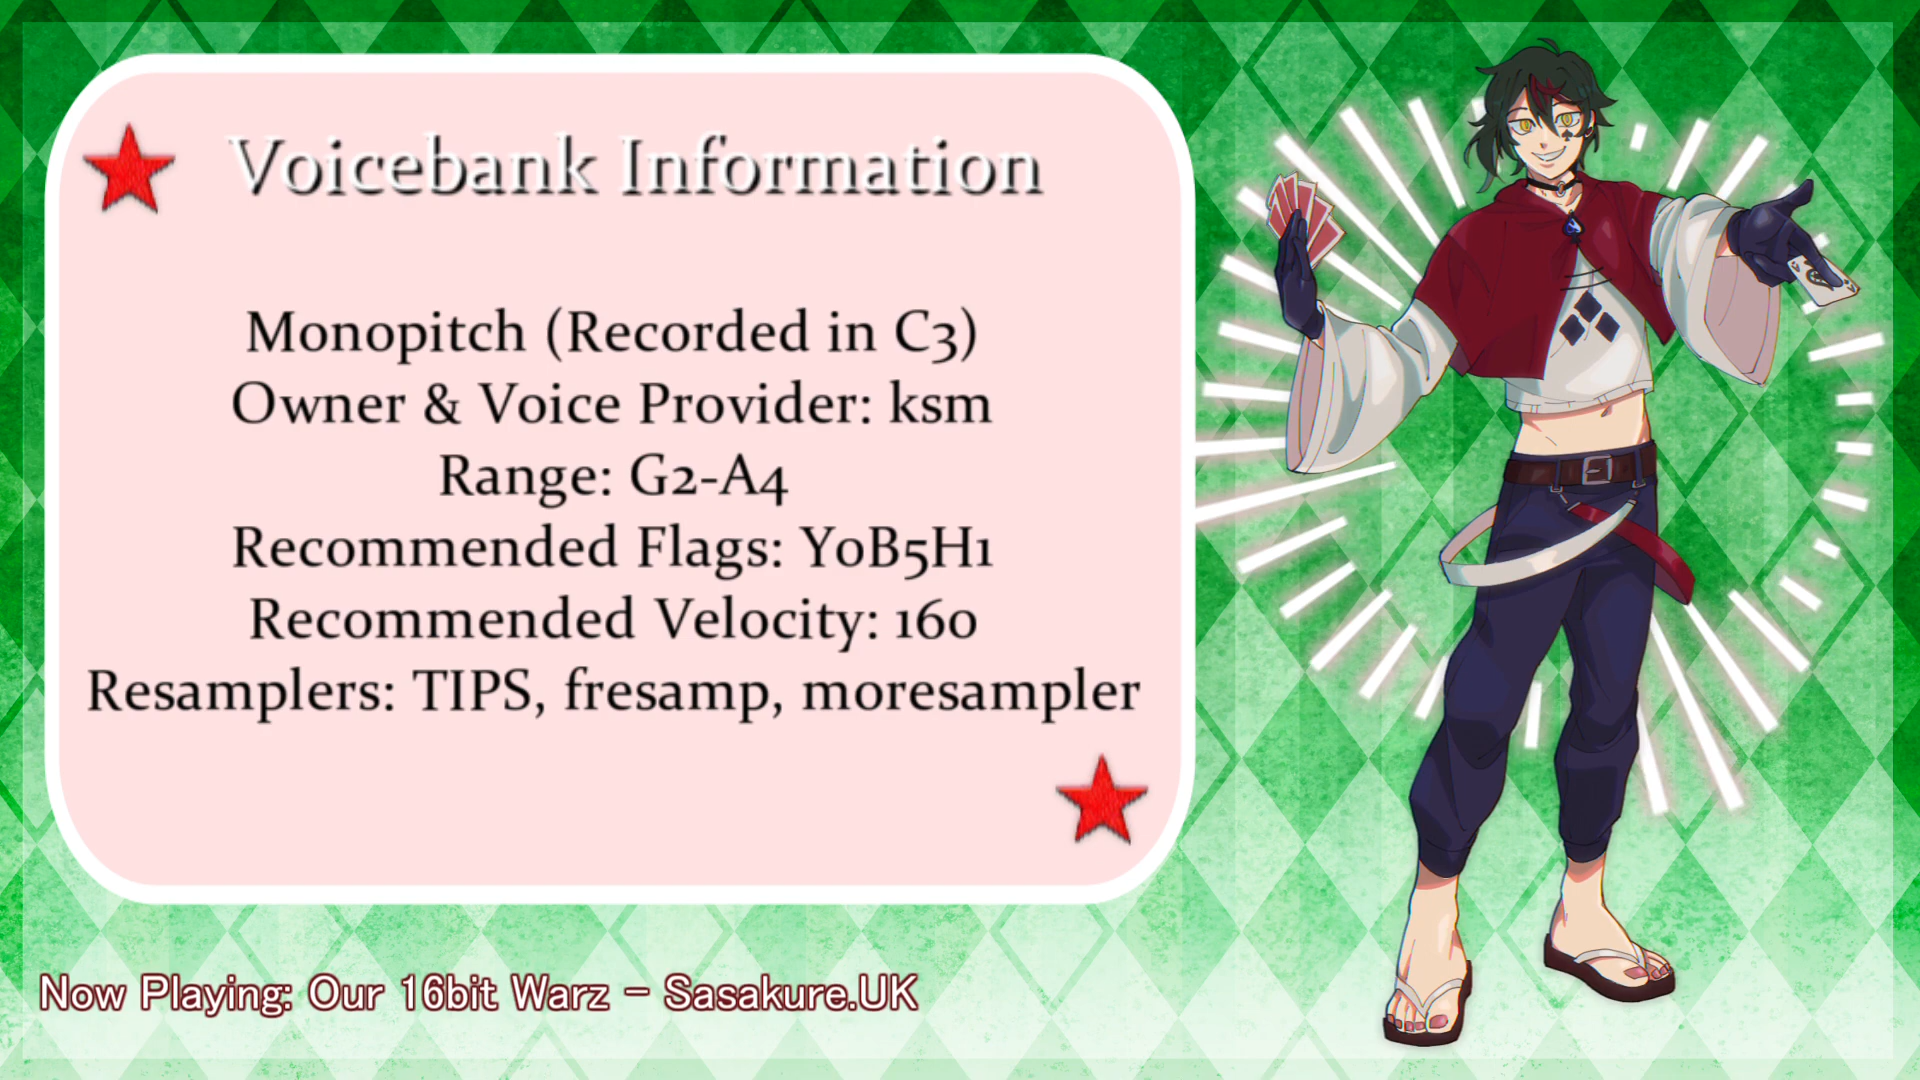 Voicebank Information
Monopitch (Recorded in C3)
Owner & Voice Provider: ksm
Range: G2-A4
Recommended Flags: Y0B5H1
Recommended Velocity: 160
Resamplers: TIPS, fresamp, moresampler
Now Playing: Our 16bit Warz - Sasakure.UK